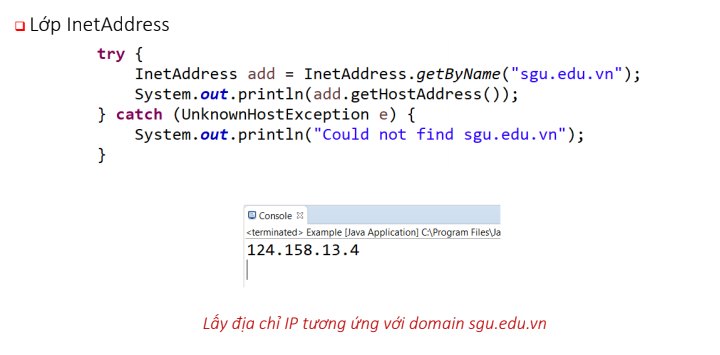 Lớp InetAddress
try {
    InetAddress add = InetAddress.getByName("sgu.edu.vn");
    System.out.println(add.getHostAddress());
} catch (UnknownHostException e) {
    System.out.println("Could not find sgu.edu.vn");
}
Console
<terminated> Example [Java Application] C:\Program Files\Ja
124.158.13.4
Lấy địa chỉ IP tương ứng với domain sgu.edu.vn